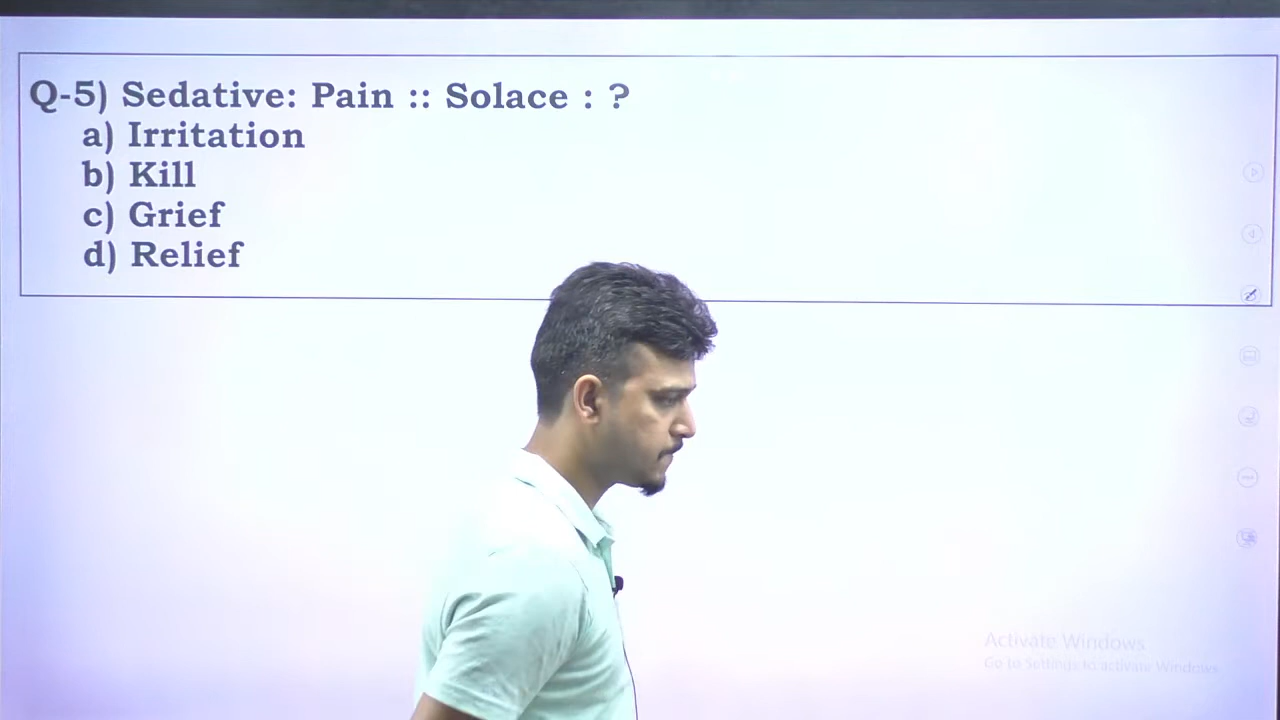 Q-5) Sedative: Pain :: Solace : ?
a) Irritation
b) Kill
c) Grief
d) Relief
Activate Windows
Go to Settings to activate Windows.